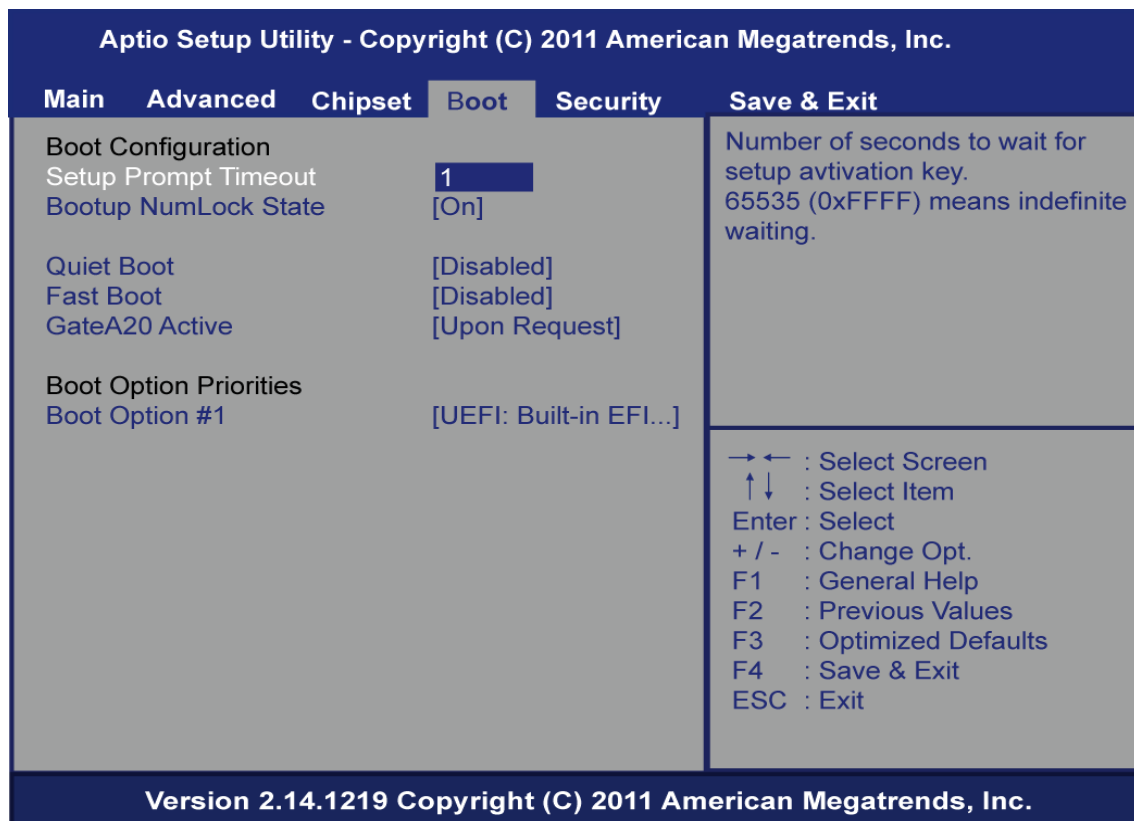 Aptio Setup Utility - Copyright (C) 2011 American Megatrends, Inc.
Main Advanced Chipset Boot Security Save & Exit
Boot Configuration
Setup Prompt Timeout 1
Bootup NumLock State [On]
Quiet Boot [Disabled]
Fast Boot [Disabled]
GateA20 Active [Upon Request]
Boot Option Priorities
Boot Option #1 [UEFI: Built-in EFI...]
Number of seconds to wait for
setup avtivation key.
65535 (0xFFFF) means indefinite
waiting.
→← : Select Screen
↑↓ : Select Item
Enter : Select
+ / - : Change Opt.
F1 : General Help
F2 : Previous Values
F3 : Optimized Defaults
F4 : Save & Exit
ESC : Exit
Version 2.14.1219 Copyright (C) 2011 American Megatrends, Inc.